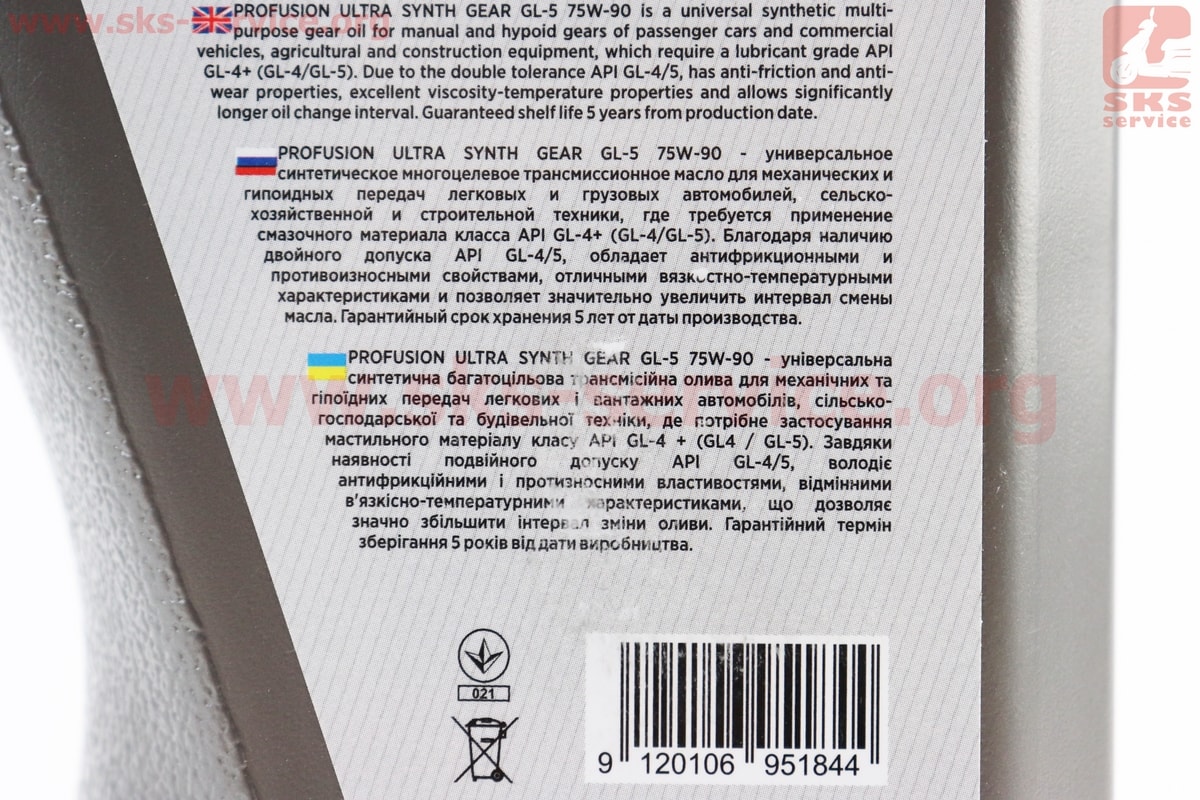 www.sks-service.org
PROFUSION ULTRA SYNTH GEAR GL-5 75W-90 is a universal synthetic multi-
purpose gear oil for manual and hypoid gears of passenger cars and commercial
vehicles, agricultural and construction equipment, which require a lubricant grade API
GL-4+ (GL-4/GL-5). Due to the double tolerance API GL-4/5, has anti-friction and anti-
wear properties, excellent viscosity-temperature properties and allows significantly
longer oil change interval. Guaranteed shelf life 5 years from production date.
SKS
service
PROFUSION ULTRA SYNTH GEAR GL-5 75W-90 - универсальное
синтетическое многоцелевое трансмиссионное масло для механических и
гипоидных передач легковых и грузовых автомобилей, сельско-
хозяйственной и строительной техники, где требуется применение
смазочного материала класса API GL-4+ (GL-4/GL-5). Благодаря наличию
двойного допуска API GL-4/5, обладает антифрикционными и
противоизносными свойствами, отличными вязкостно-температурными
характеристиками и позволяет значительно увеличить интервал смены
масла. Гарантийный срок хранения 5 лет от даты производства.
PROFUSION ULTRA SYNTH GEAR GL-5 75W-90 - універсальна
синтетична багатоцільова трансмісійна олива для механічних та
гіпоїдних передач легкових і вантажних автомобілів, сільсько-
господарської та будівельної техніки, де потрібне застосування
мастильного матеріалу класу API GL-4 + (GL4 / GL-5). Завдяки
наявності подвійного допуску API GL-4/5, володіє
антифрикційними і протизносними властивостями, відмінними
в'язкісно-температурними характеристиками, що дозволяє
значно збільшити інтервал зміни оливи. Гарантійний термін
зберігання 5 років від дати виробництва.
www.sks-service.org
021
9 120106 951844